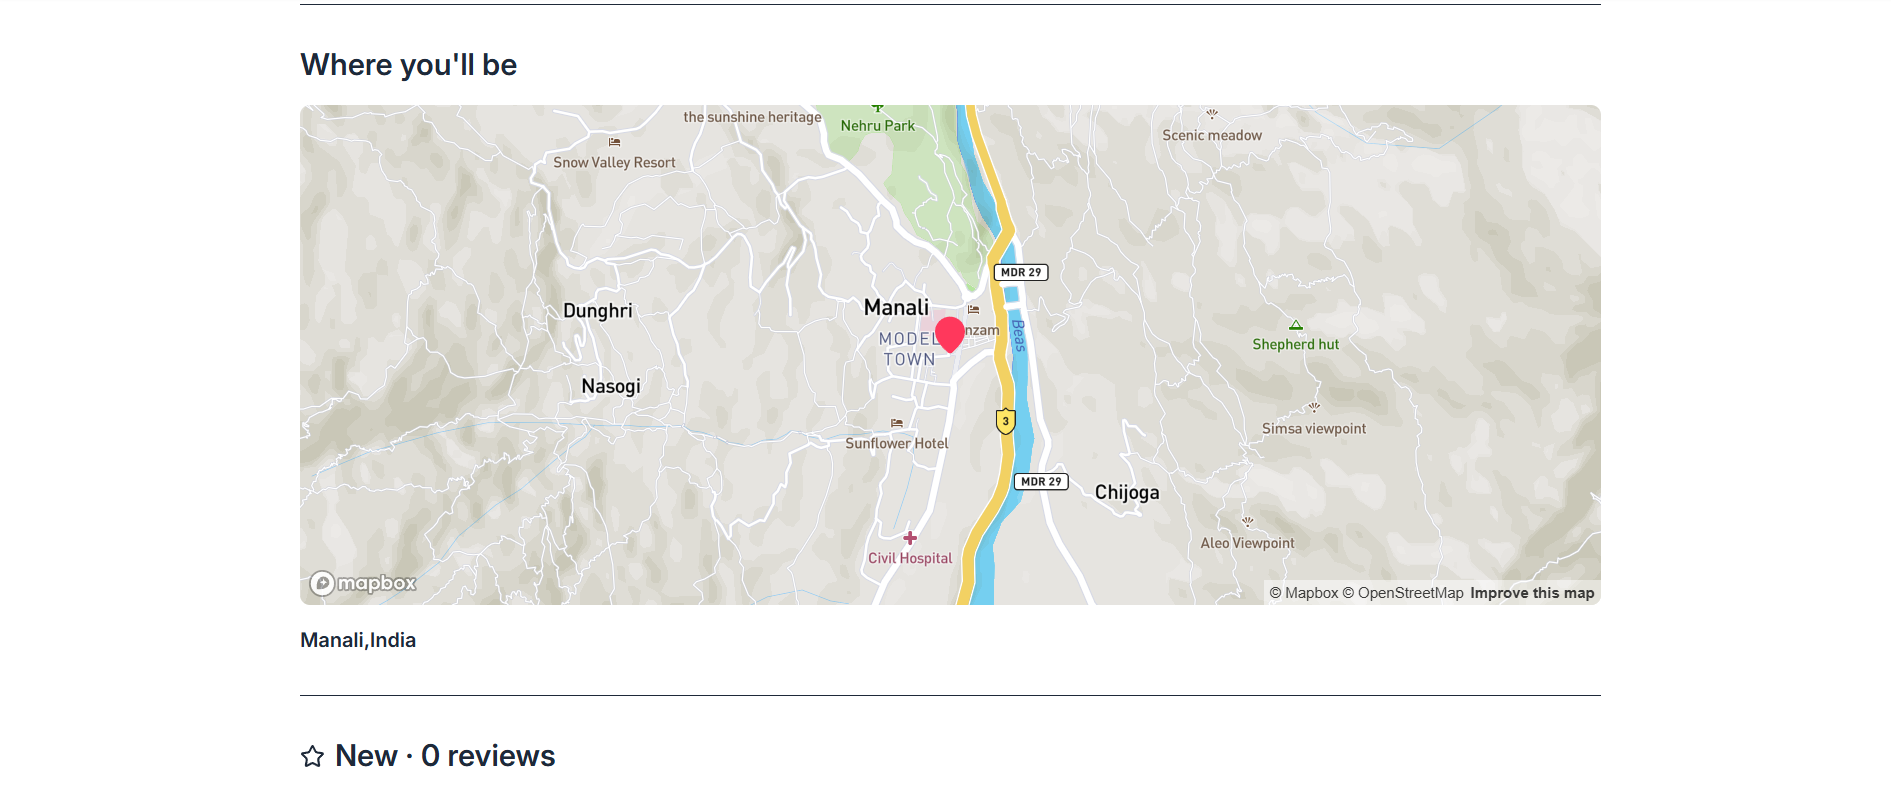 Where you'll be
the sunshine heritage
Nehru Park
Scenic meadow
Snow Valley Resort
MDR 29
Manali
Dunghri
nzam
Beas
MODEL
TOWN
Shepherd hut
Nasogi
3
Simsa viewpoint
Sunflower Hotel
MDR 29
Chijoga
Aleo Viewpoint
Civil Hospital
mapbox
© Mapbox © OpenStreetMap Improve this map
Manali,India
New · 0 reviews